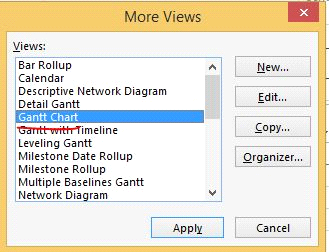 More Views
Views:
Bar Rollup
Calendar
Descriptive Network Diagram
Detail Gantt
Gantt Chart
Gantt with Timeline
Leveling Gantt
Milestone Date Rollup
Milestone Rollup
Multiple Baselines Gantt
Network Diagram
New...
Edit...
Copy...
Organizer...
Apply
Cancel